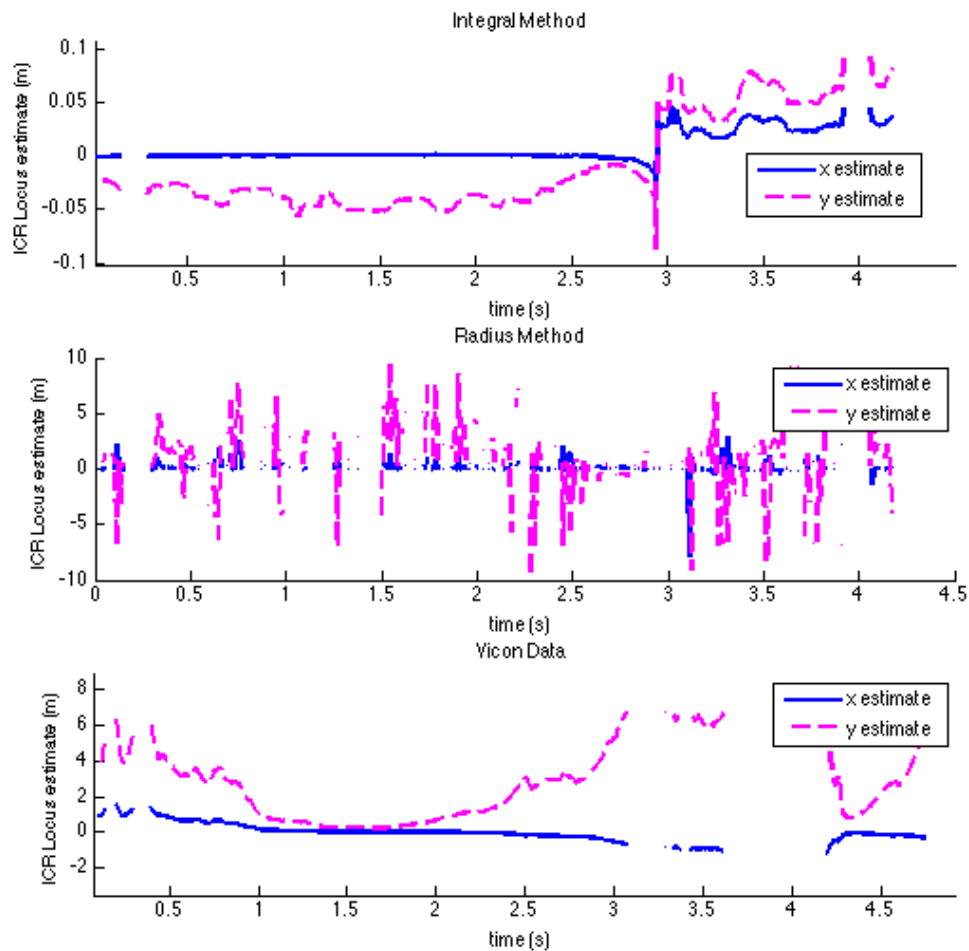 Integral Method
ICR Locus estimate (m)
0.1
0.05
0
-0.05
-0.1
x estimate
y estimate
0.5 1 1.5 2 2.5 3 3.5 4 4.5
time (s)
Radius Method
ICR Locus estimate (m)
10
5
0
-5
-10
x estimate
y estimate
0 0.5 1 1.5 2 2.5 3 3.5 4 4.5
time (s)
Vicon Data
ICR Locus estimate (m)
8
6
4
2
0
-2
x estimate
y estimate
0.5 1 1.5 2 2.5 3 3.5 4 4.5
time (s)